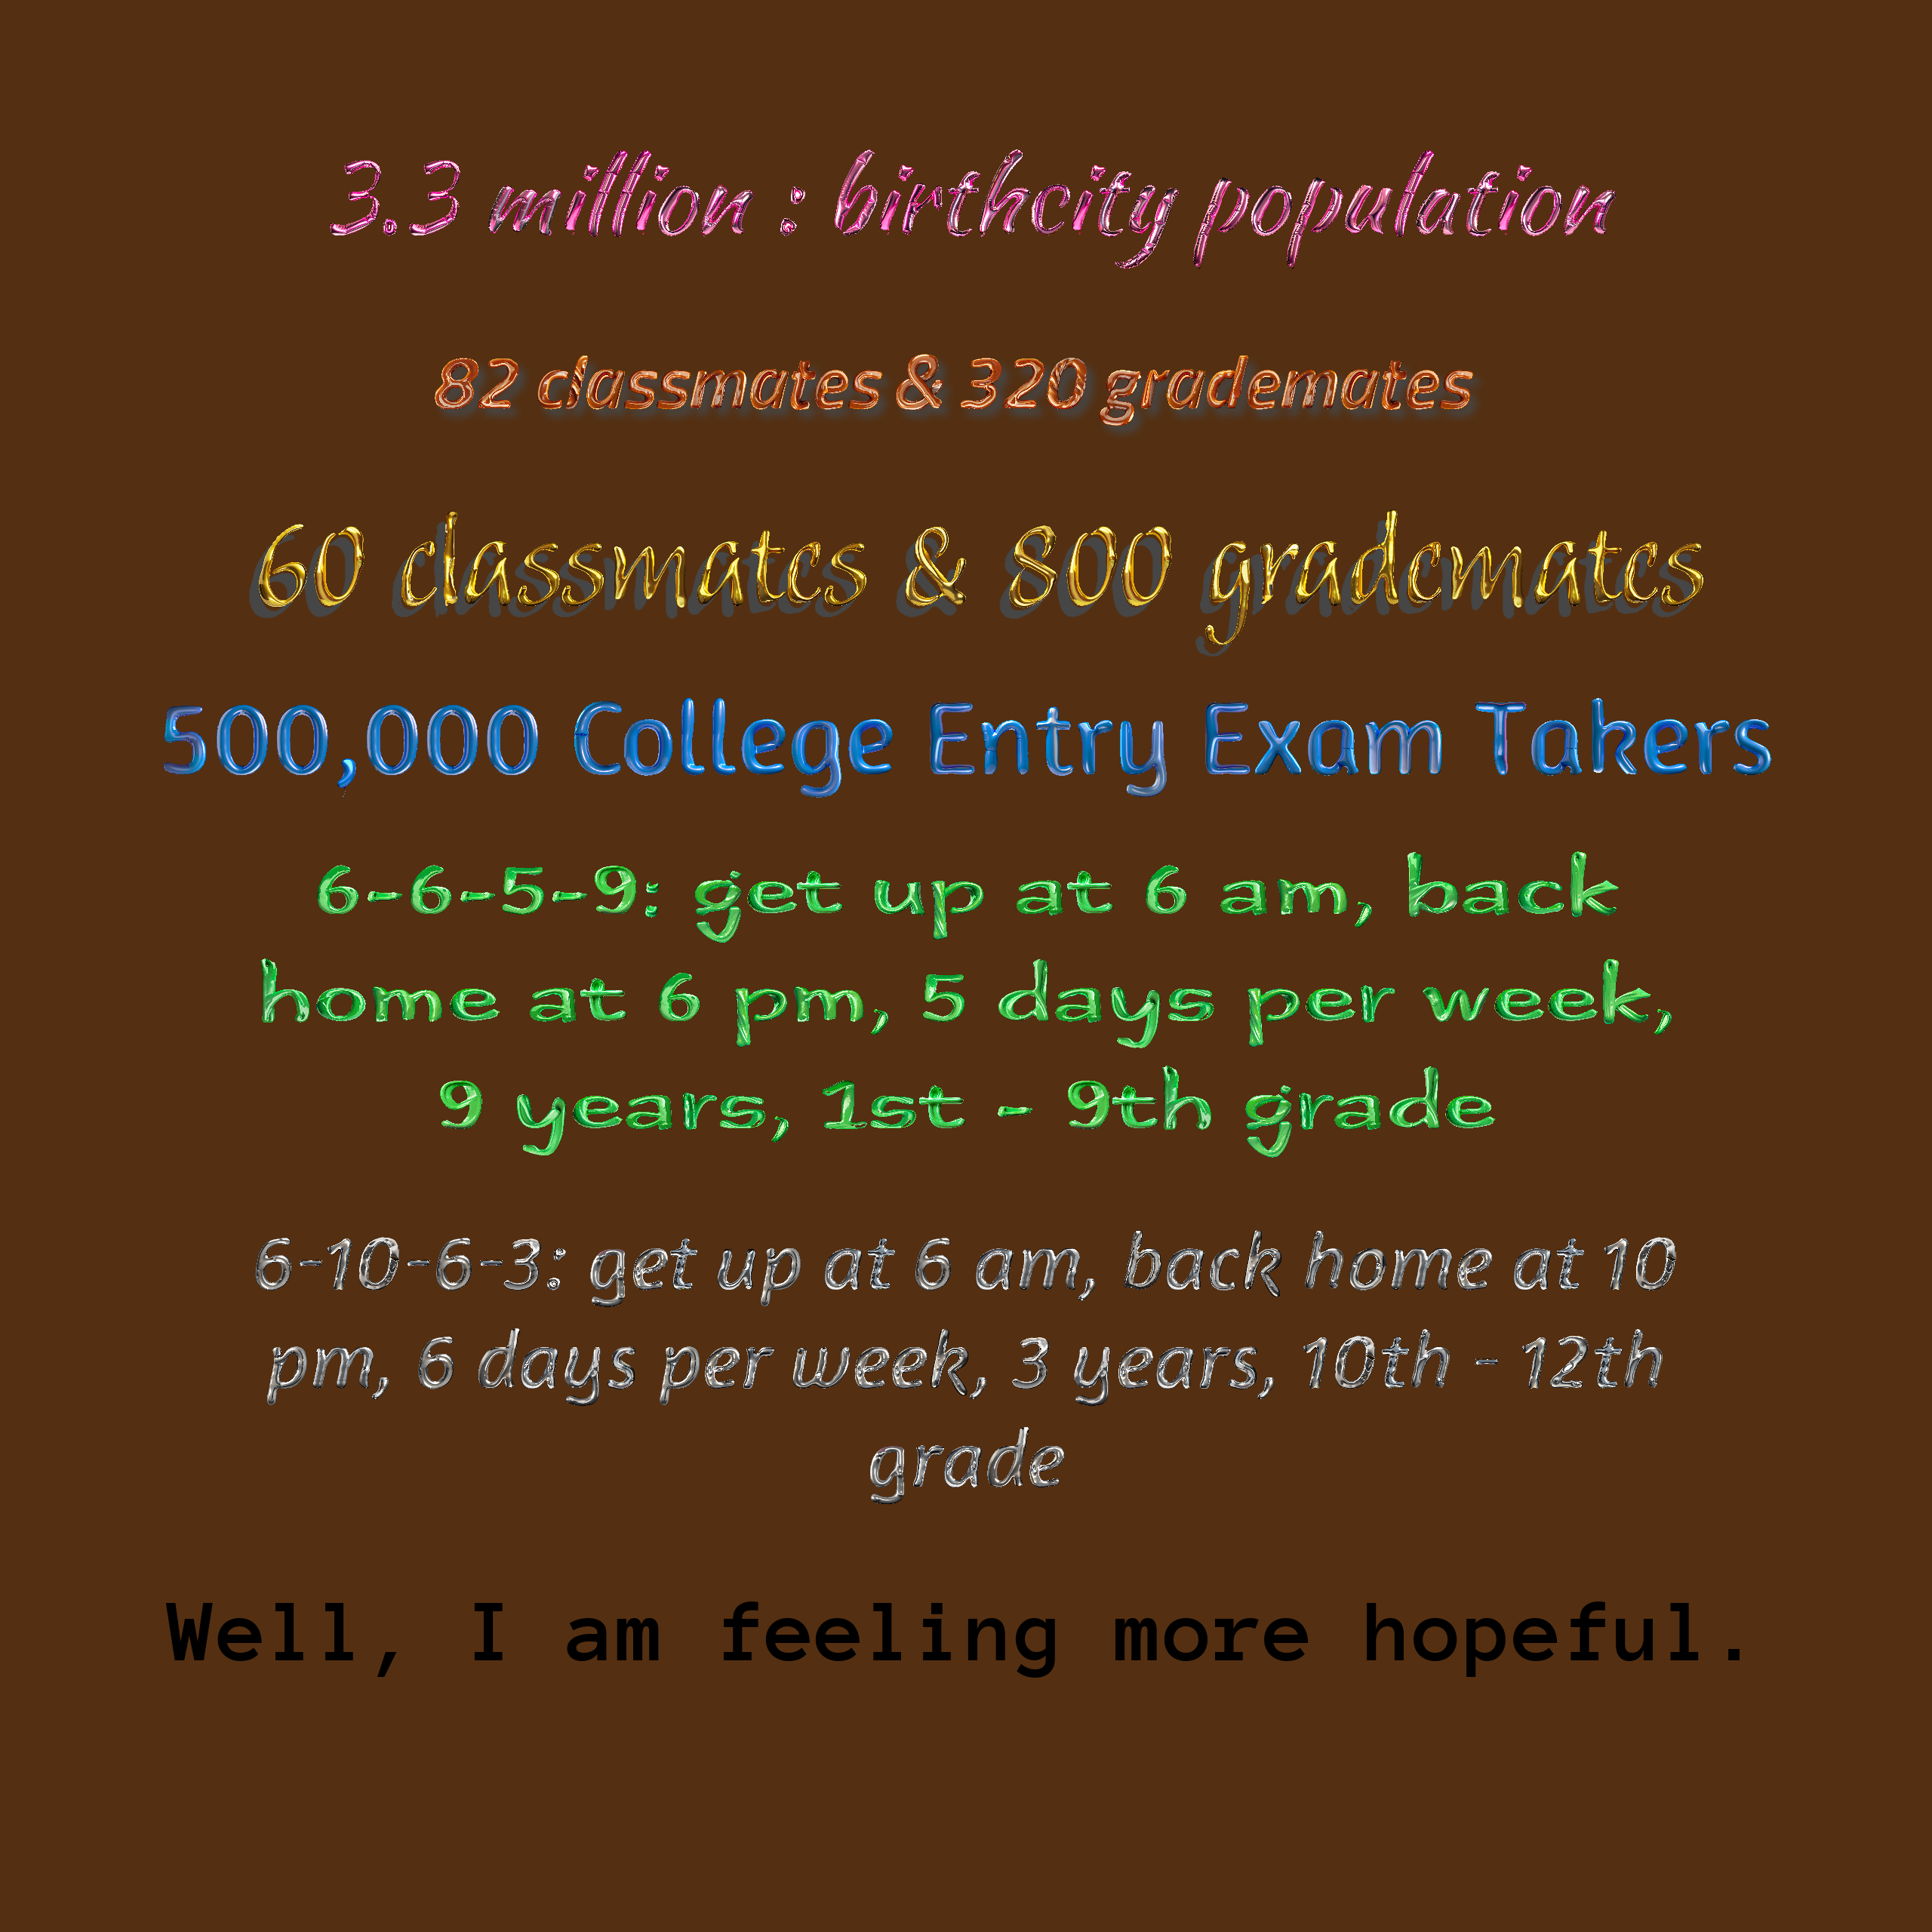 3.3 million : birthcity population
82 classmates & 320 grademates
60 classmates & 800 grademates
500,000 College Entry Exam Takers
6-6-5-9: get up at 6 am, back
home at 6 pm, 5 days per week,
9 years, 1st - 9th grade
6-10-6-3: get up at 6 am, back home at 10
pm, 6 days per week, 3 years, 10th - 12th
grade
Well, I am feeling more hopeful.